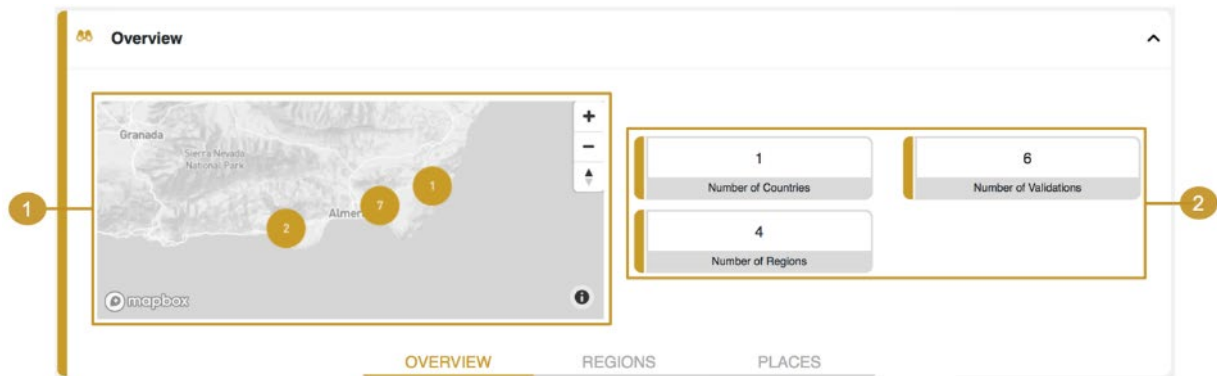 Overview
Granada
Sierra Nevada
National Park
Almer
2
7
1
mapbox
1
1
Number of Countries
6
Number of Validations
4
Number of Regions
2
OVERVIEW
REGIONS
PLACES